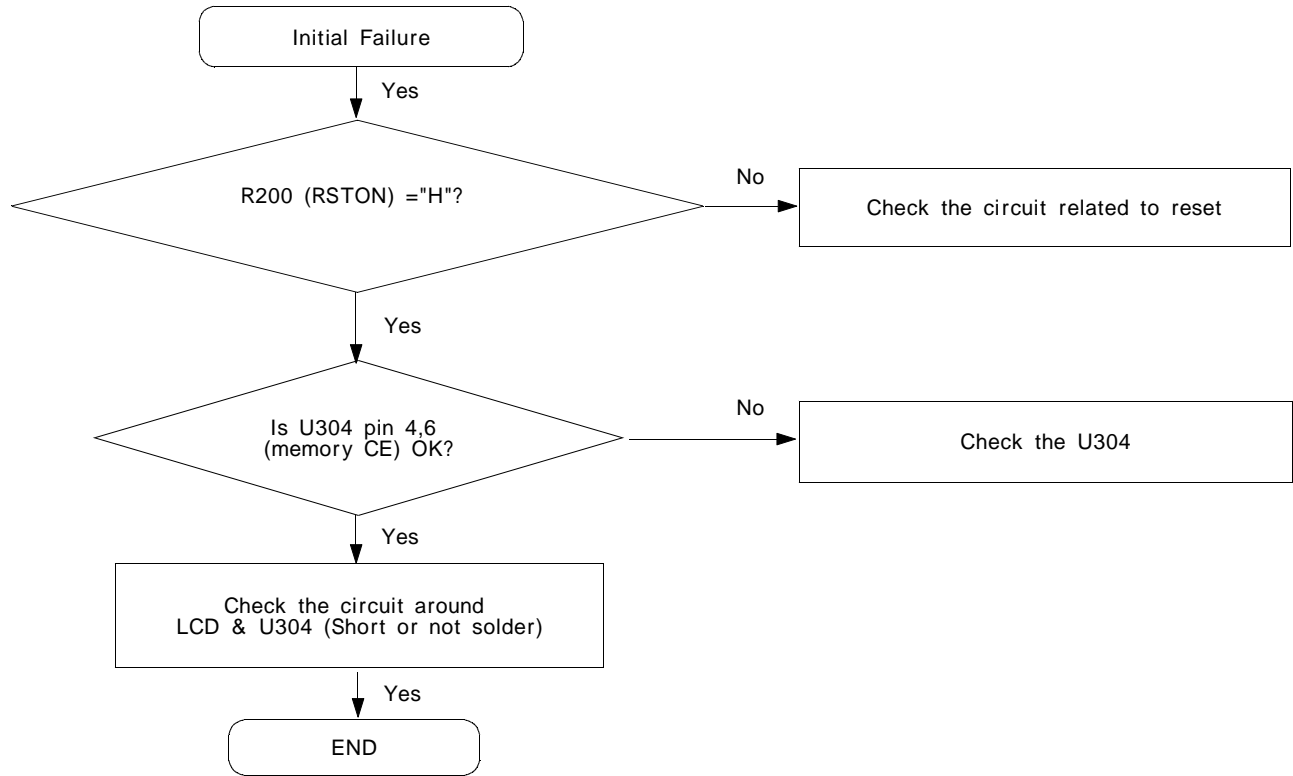 Initial Failure
Yes
R200 (RSTON) ="H"?
No
Check the circuit related to reset
Yes
Is U304 pin 4,6
(memory CE) OK?
No
Check the U304
Yes
Check the circuit around
LCD & U304 (Short or not solder)
Yes
END